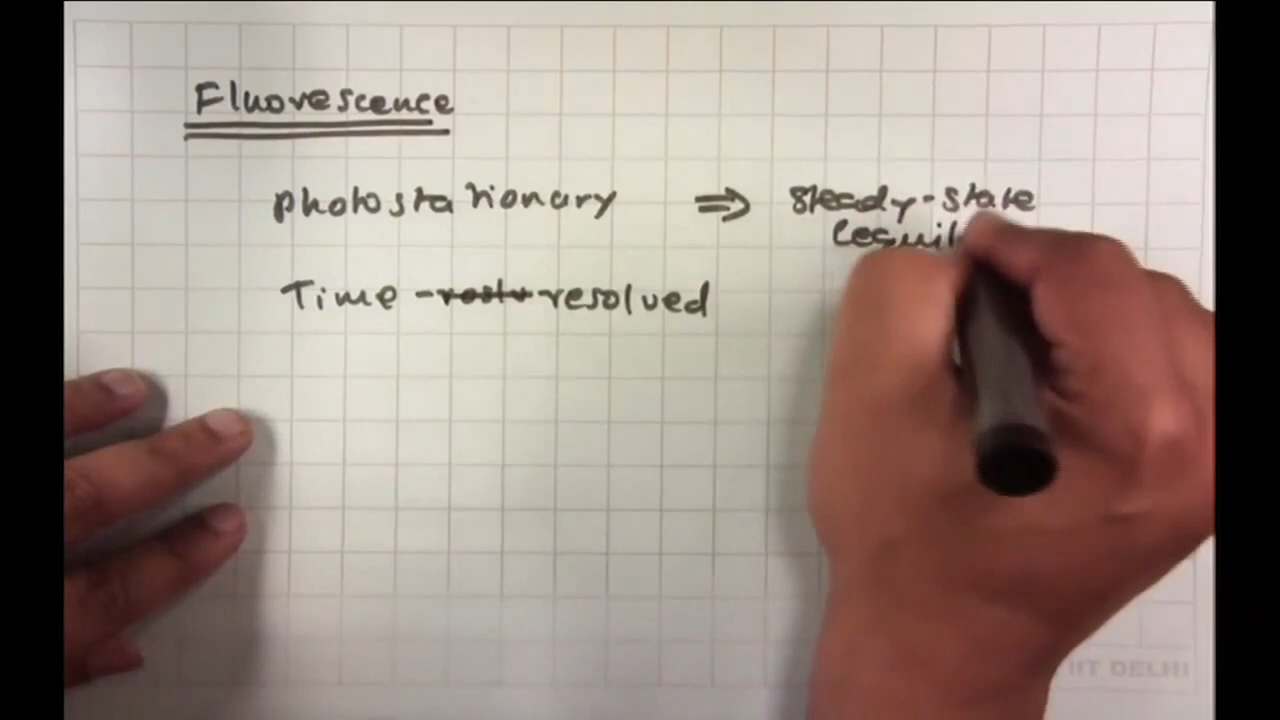 Fluorescence
photostationary ⇒ steady-state
Time - resolved
IIT DELHI